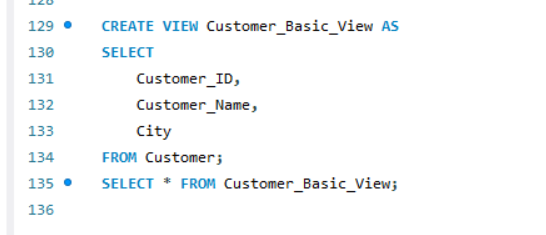 128
129 CREATE VIEW Customer_Basic_View AS
130 SELECT
131 Customer_ID,
132 Customer_Name,
133 City
134 FROM Customer;
135 SELECT * FROM Customer_Basic_View;
136